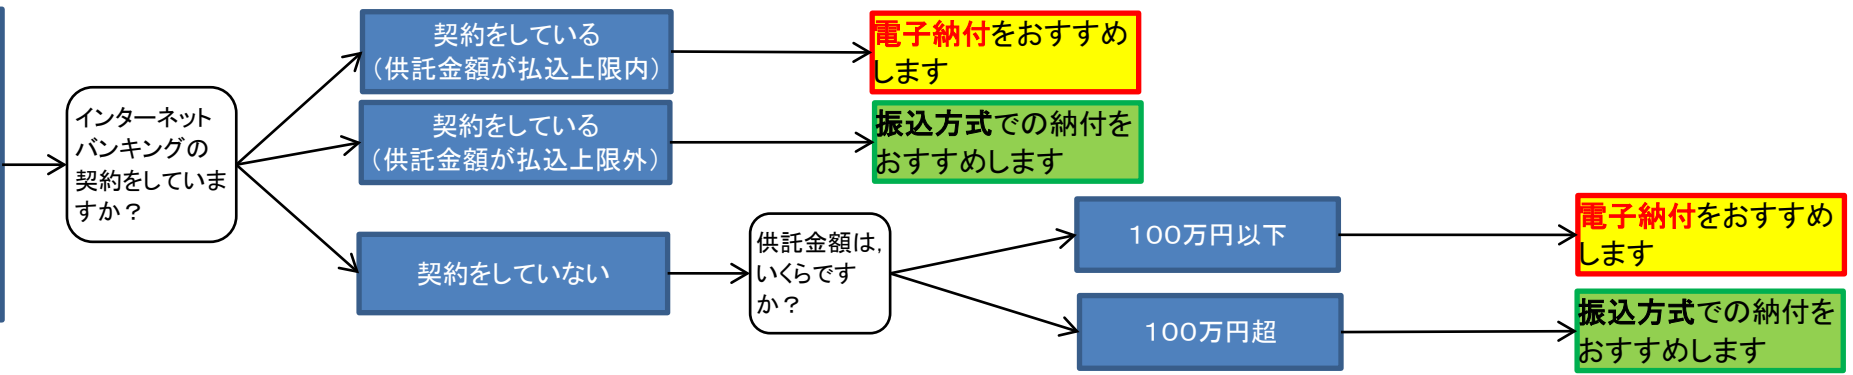 インターネット
バンキングの
契約をしていま
すか？
契約をしている
（供託金額が払込上限内）
電子納付をおすすめ
します
契約をしている
（供託金額が払込上限外）
振込方式での納付を
おすすめします
契約をしていない
供託金額は，
いくらです
か？
１００万円以下
電子納付をおすすめ
します
１００万円超
振込方式での納付を
おすすめします